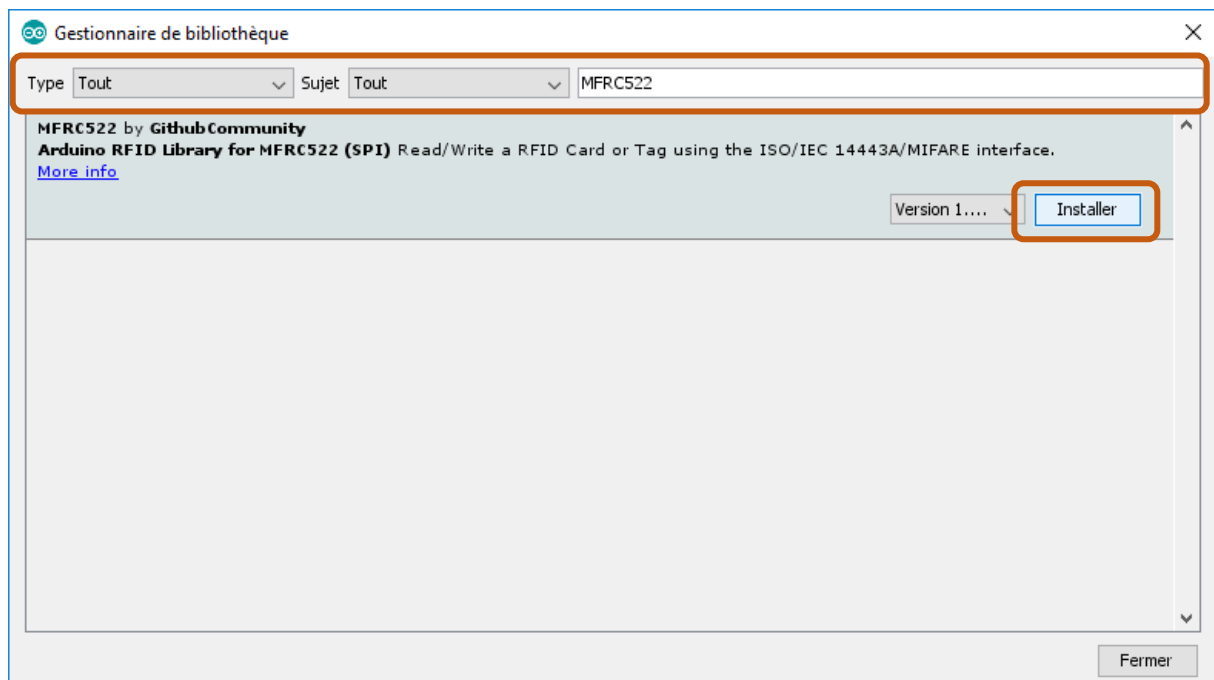 Gestionnaire de bibliothèque
Type Tout Sujet Tout MFRC522
MFRC522 by GithubCommunity
Arduino RFID Library for MFRC522 (SPI) Read/Write a RFID Card or Tag using the ISO/IEC 14443A/MIFARE interface.
More info
Version 1.... Installer
Fermer